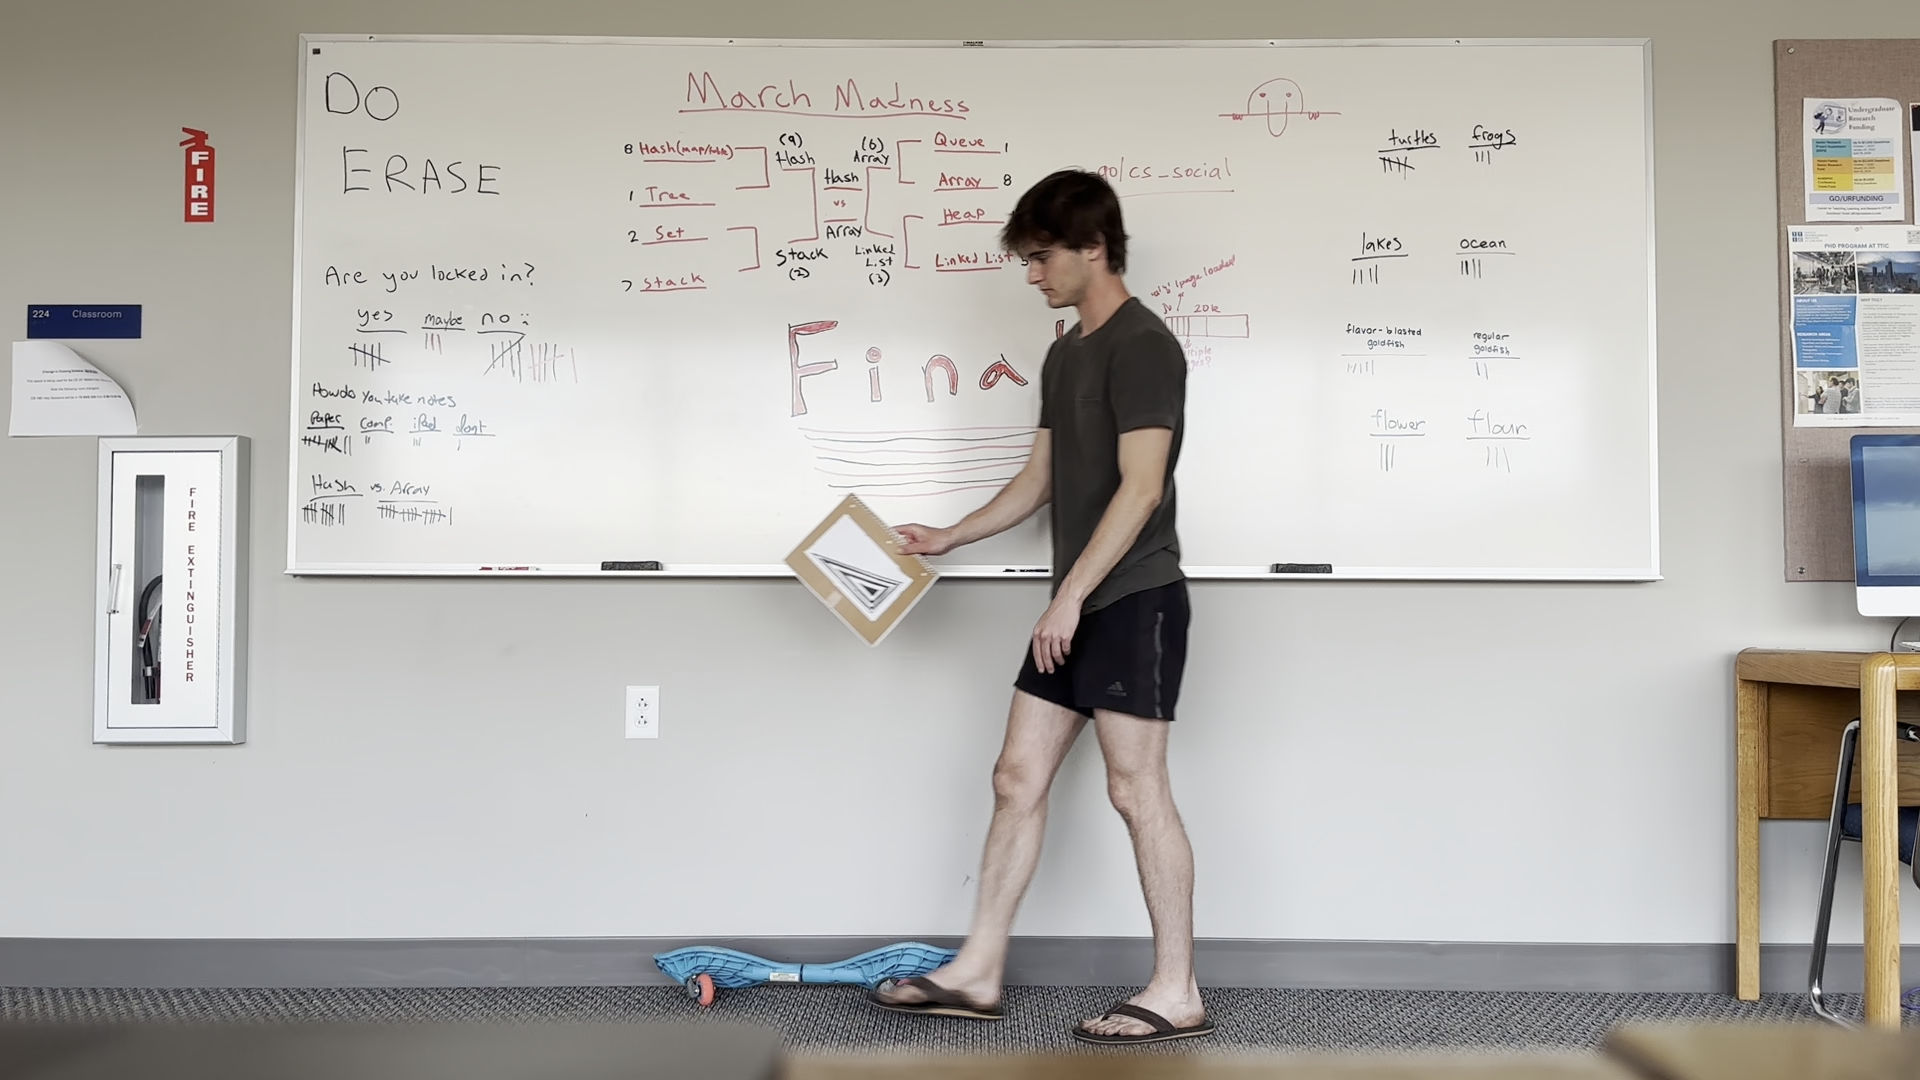 DO
ERASE
Are you locked in?
yes
maybe
no :
How do you take notes
Paper
comp.
iPad
dont
Hash vs. Array
March Madness
8 Hash(map/table)
1 Tree
2 Set
7 Stack
(9)
Hash
Stack
(2)
Hash
vs
Array
(6)
Array
Linked
List
(3)
Queue 1
Array 8
Heap
Linked List
Fina
go/cs_social
20k
turtles
frogs
lakes
ocean
flavor-blasted
goldfish
regular
goldfish
flower
flour
FIRE
224 Classroom
FIRE EXTINGUISHER
Undergraduate
Research
Funding
GO/URFUNDING
PHD PROGRAM AT TTIC
ABOUT US
RESEARCH AREAS